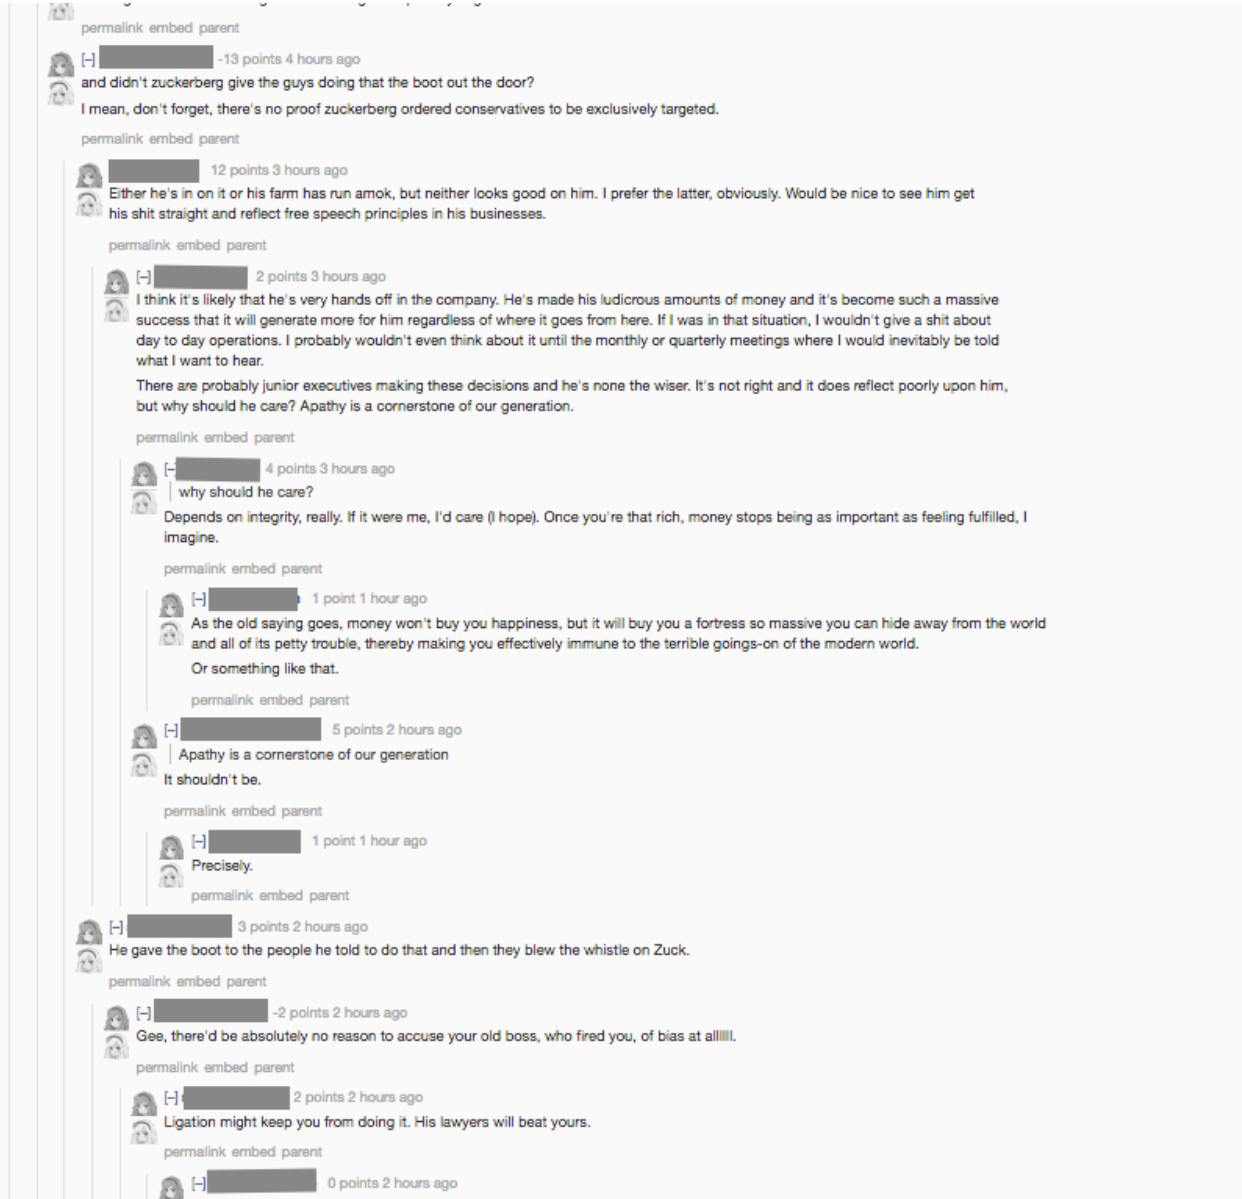 permalink embed parent
[–] -13 points 4 hours ago
and didn't zuckerberg give the guys doing that the boot out the door?
I mean, don't forget, there's no proof zuckerberg ordered conservatives to be exclusively targeted.
permalink embed parent
12 points 3 hours ago
Either he's in on it or his farm has run amok, but neither looks good on him. I prefer the latter, obviously. Would be nice to see him get
his shit straight and reflect free speech principles in his businesses.
permalink embed parent
[–] 2 points 3 hours ago
I think it's likely that he's very hands off in the company. He's made his ludicrous amounts of money and it's become such a massive
success that it will generate more for him regardless of where it goes from here. If I was in that situation, I wouldn't give a shit about
day to day operations. I probably wouldn't even think about it until the monthly or quarterly meetings where I would inevitably be told
what I want to hear.
There are probably junior executives making these decisions and he's none the wiser. It's not right and it does reflect poorly upon him,
but why should he care? Apathy is a cornerstone of our generation.
permalink embed parent
[–] 4 points 3 hours ago
why should he care?
Depends on integrity, really. If it were me, I'd care (I hope). Once you're that rich, money stops being as important as feeling fulfilled, I
imagine.
permalink embed parent
[–] 1 point 1 hour ago
As the old saying goes, money won't buy you happiness, but it will buy you a fortress so massive you can hide away from the world
and all of its petty trouble, thereby making you effectively immune to the terrible goings-on of the modern world.
Or something like that.
permalink embed parent
[–] 5 points 2 hours ago
Apathy is a cornerstone of our generation
It shouldn't be.
permalink embed parent
[–] 1 point 1 hour ago
Precisely.
permalink embed parent
[–] 3 points 2 hours ago
He gave the boot to the people he told to do that and then they blew the whistle on Zuck.
permalink embed parent
[–] -2 points 2 hours ago
Gee, there'd be absolutely no reason to accuse your old boss, who fired you, of bias at allllll.
permalink embed parent
[–] 2 points 2 hours ago
Ligation might keep you from doing it. His lawyers will beat yours.
permalink embed parent
[–] 0 points 2 hours ago